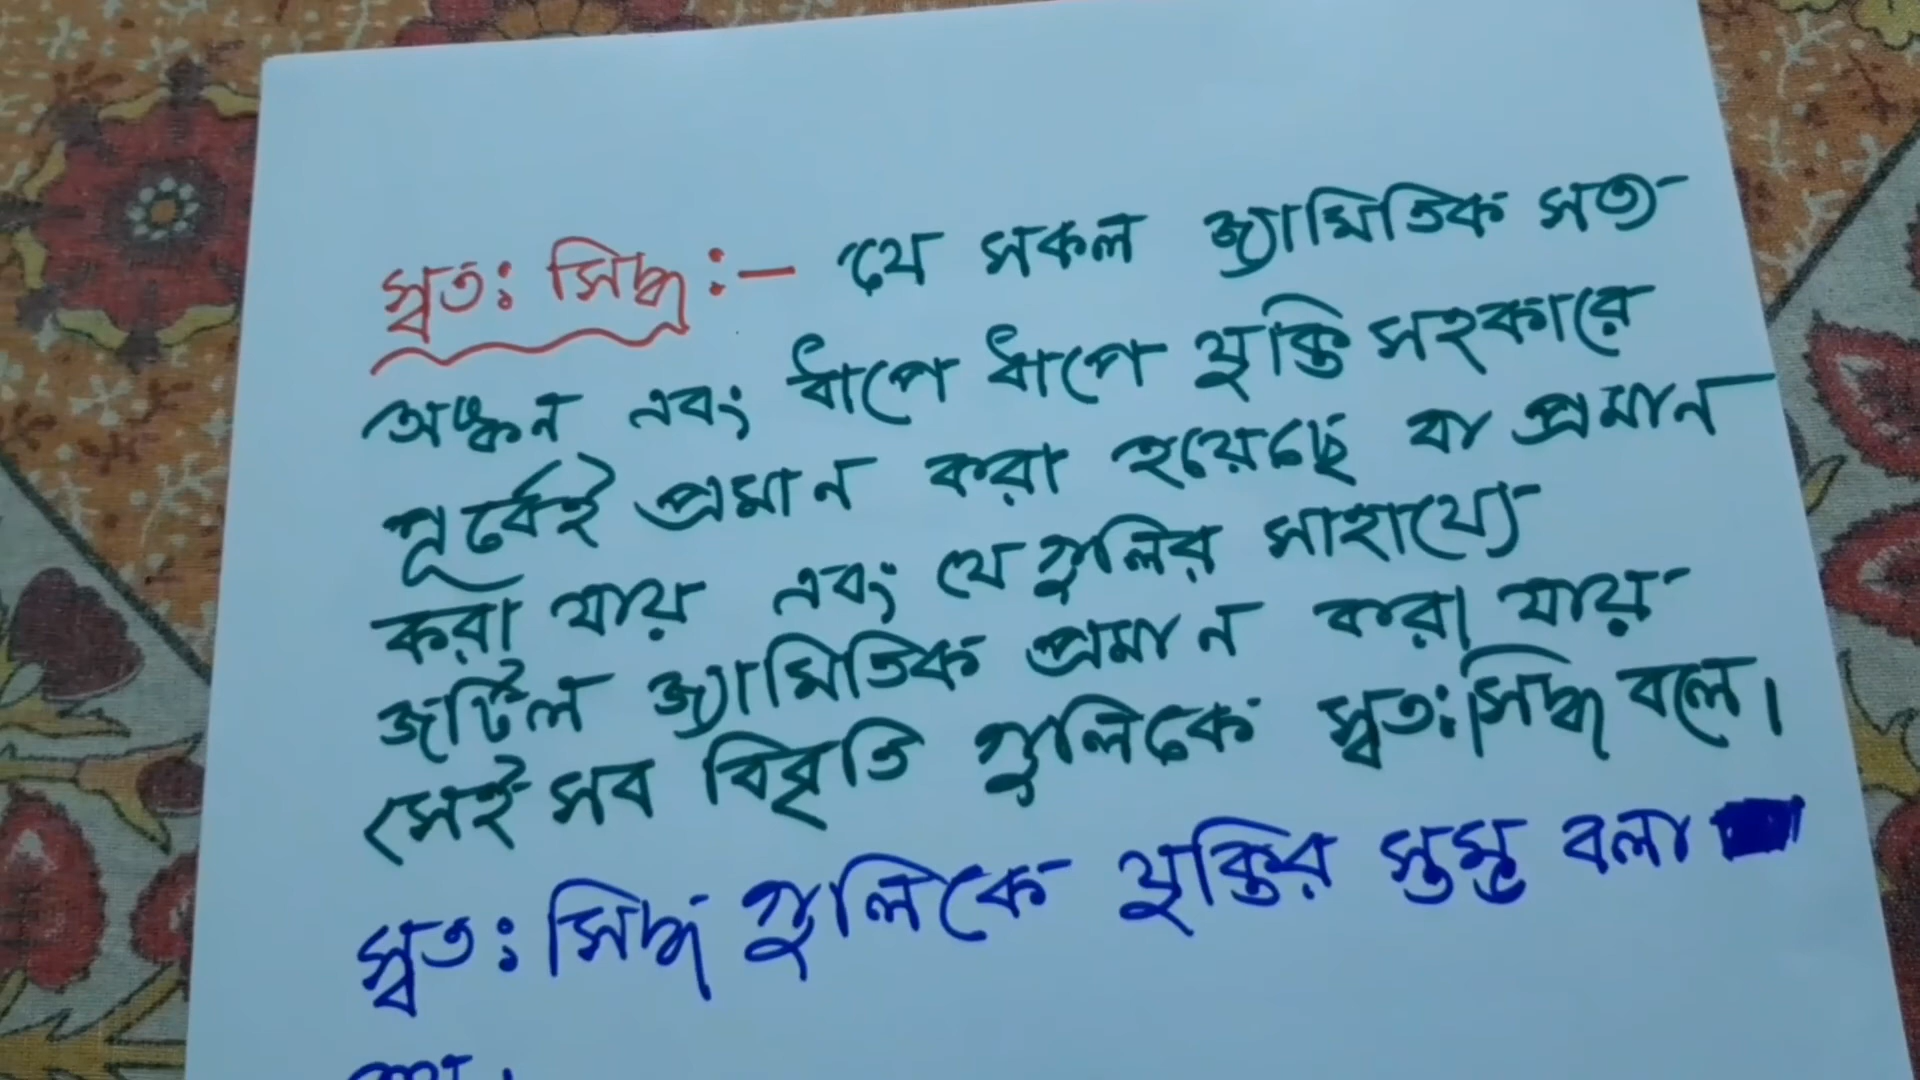 স্বতঃ সিদ্ধ :- যে সকল জ্যামিতিক সত্য
অঙ্কন এবং ধাপে ধাপে যুক্তি সহকারে
পূর্বেই প্রমান করা হয়েছে বা প্রমান
করা যায় এবং যে গুলির সাহায্যে
জটিল জ্যামিতিক প্রমান করা যায়
সেই সব বিবৃতি গুলিকে স্বতঃসিদ্ধ বলে।
স্বতঃ সিদ্ধ গুলিকে যুক্তির স্তম্ভ বলা